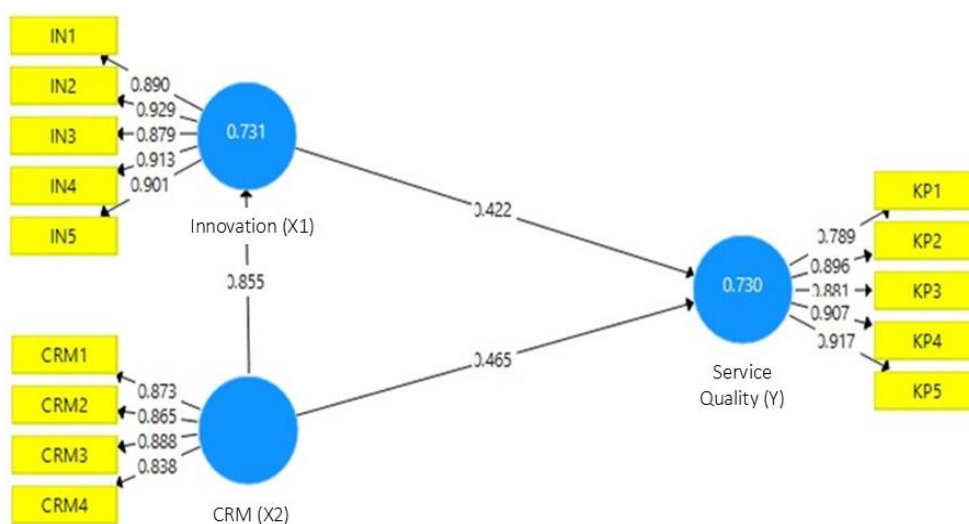 IN1
IN2
IN3
IN4
IN5
0.890
0.929
0.879
0.913
0.901
0.731
Innovation (X1)
0.422
0.855
0.465
CRM1
CRM2
CRM3
CRM4
0.873
0.865
0.888
0.838
CRM (X2)
0.730
Service
Quality (Y)
0.789
0.896
0.881
0.907
0.917
KP1
KP2
KP3
KP4
KP5